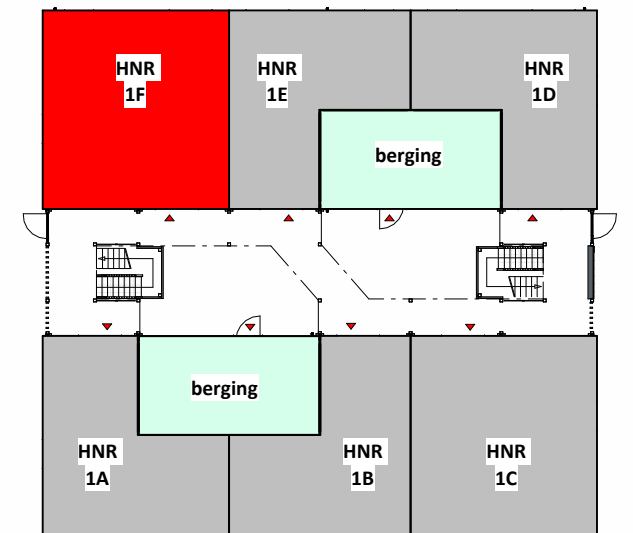 HNR
1F
HNR
1E
HNR
1D
berging
berging
HNR
1A
HNR
1B
HNR
1C